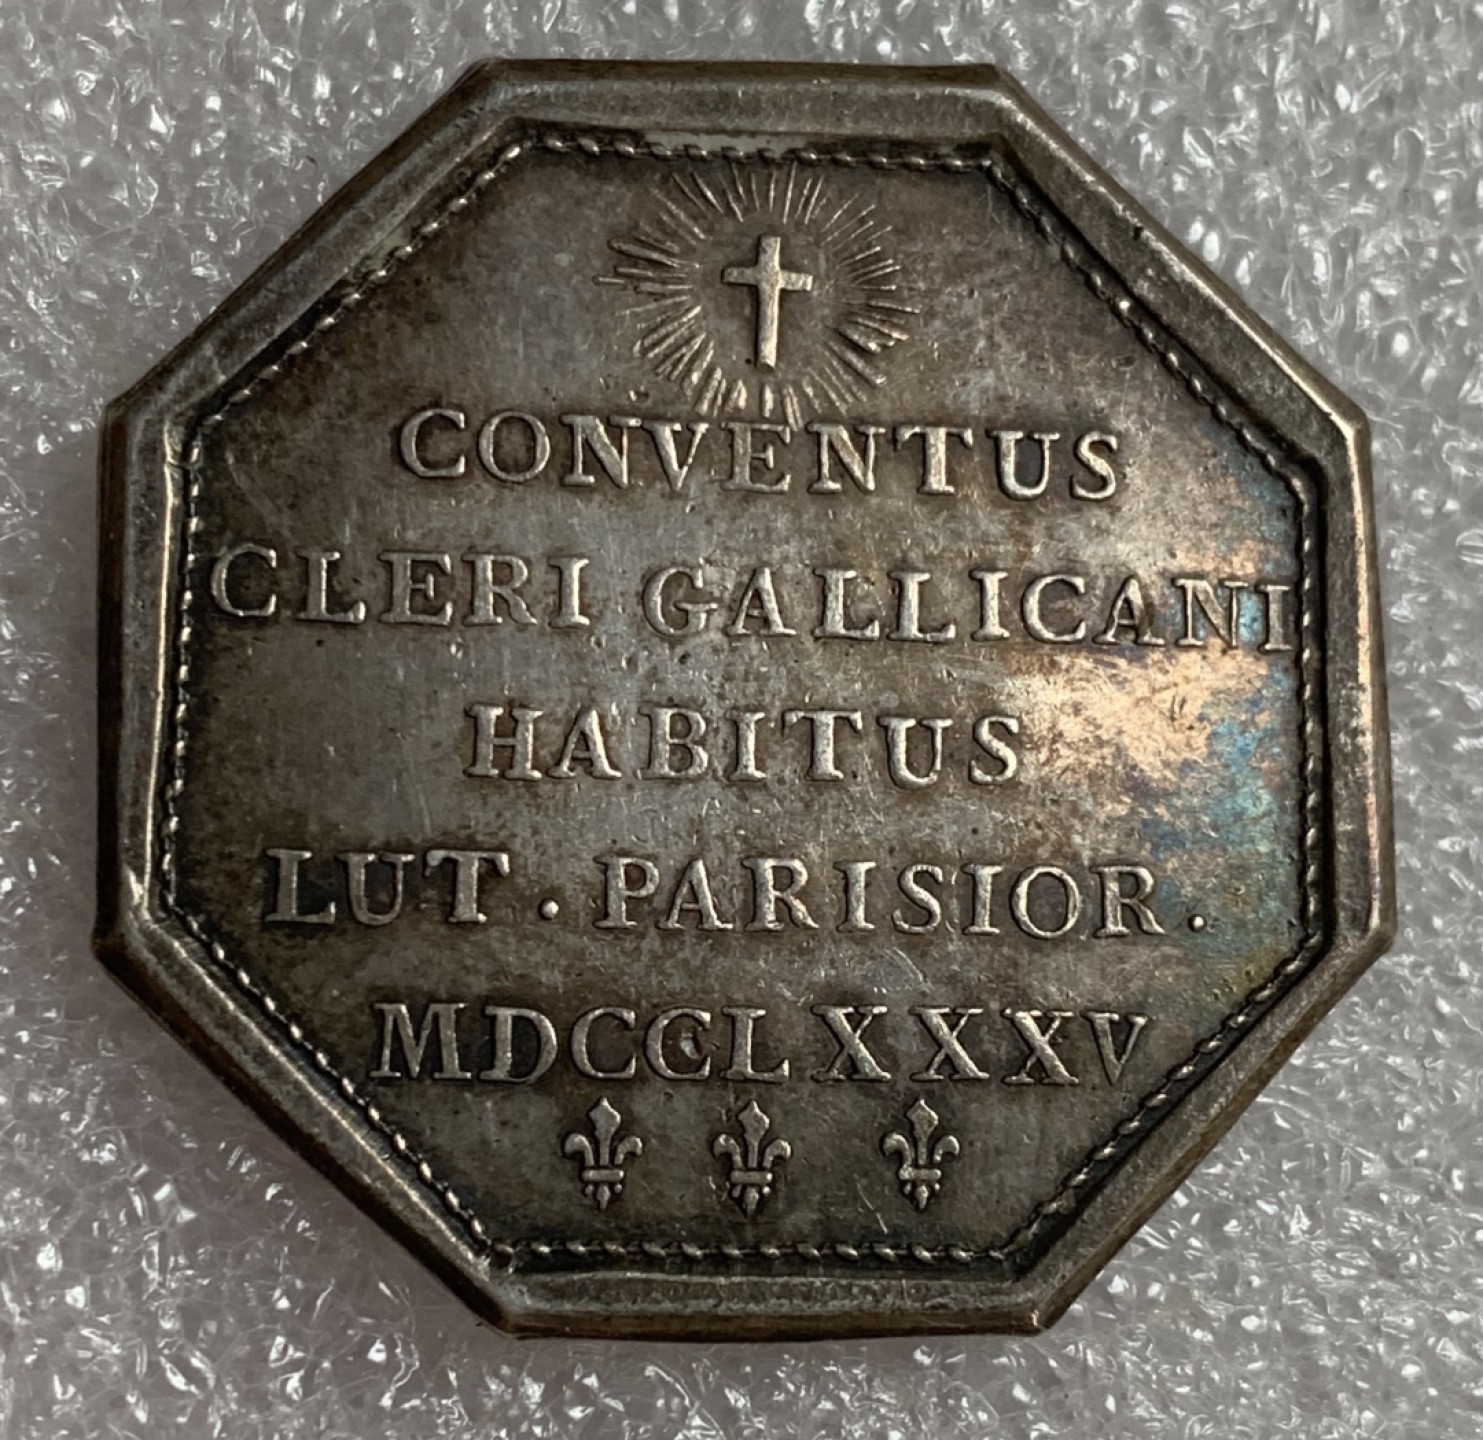 CONVENTUS
CLERI GALLICANI
HABITUS
LUT . PARISIOR .
MDCCLXXXV